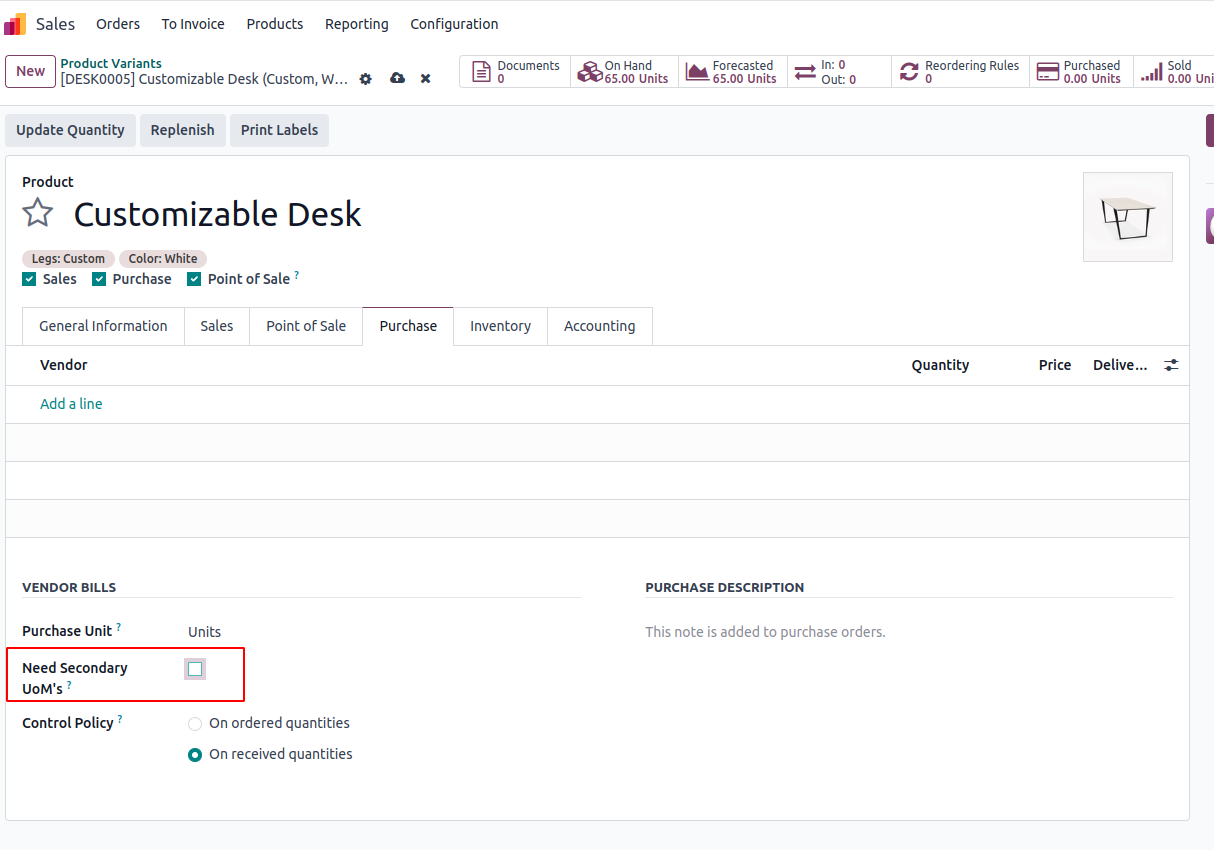 Sales Orders To Invoice Products Reporting Configuration
New
Product Variants
[DESK0005] Customizable Desk (Custom, W...
Documents
0
On Hand
65.00 Units
Forecasted
65.00 Units
In: 0
Out: 0
Reordering Rules
0
Purchased
0.00 Units
Sold
0.00 Uni
Update Quantity Replenish Print Labels
Product
Customizable Desk
Legs: Custom Color: White
Sales Purchase Point of Sale ?
General Information Sales Point of Sale Purchase Inventory Accounting
Vendor Quantity Price Delive...
Add a line
VENDOR BILLS
Purchase Unit ? Units
Need Secondary
UoM's ?
Control Policy ? On ordered quantities
On received quantities
PURCHASE DESCRIPTION
This note is added to purchase orders.